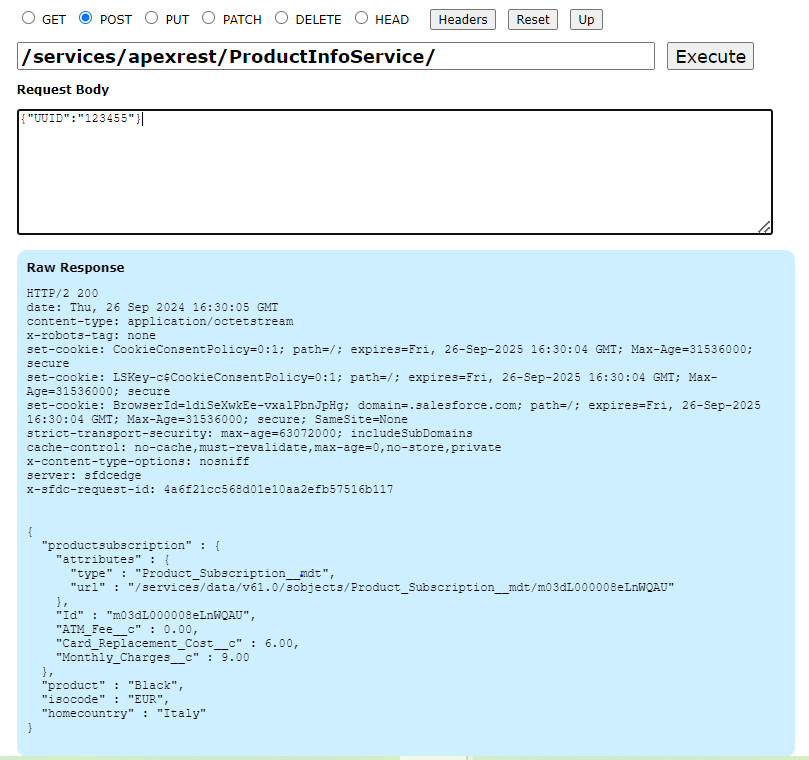 GET POST PUT PATCH DELETE HEAD Headers Reset Up
/services/apexrest/ProductInfoService/ Execute
Request Body
{"UUID":"123455"}
Raw Response
HTTP/2 200
date: Thu, 26 Sep 2024 16:30:05 GMT
content-type: application/octetstream
x-robots-tag: none
set-cookie: CookieConsentPolicy=0:1; path=/; expires=Fri, 26-Sep-2025 16:30:04 GMT; Max-Age=31536000;
secure
set-cookie: LSKey-c$CookieConsentPolicy=0:1; path=/; expires=Fri, 26-Sep-2025 16:30:04 GMT; Max-
Age=31536000; secure
set-cookie: BrowserId=ldiSeXwkEe-vxalPbnJpHg; domain=.salesforce.com; path=/; expires=Fri, 26-Sep-2025
16:30:04 GMT; Max-Age=31536000; secure; SameSite=None
strict-transport-security: max-age=63072000; includeSubDomains
cache-control: no-cache,must-revalidate,max-age=0,no-store,private
x-content-type-options: nosniff
server: sfdcedge
x-sfdc-request-id: 4a6f21cc568d01e10aa2efb57516b117
{
"productsubscription" : {
"attributes" : {
"type" : "Product_Subscription__mdt",
"url" : "/services/data/v61.0/sobjects/Product_Subscription__mdt/m03dL000008eLnWQAU"
},
"Id" : "m03dL000008eLnWQAU",
"ATM_Fee__c" : 0.00,
"Card_Replacement_Cost__c" : 6.00,
"Monthly_Charges__c" : 9.00
},
"product" : "Black",
"isocode" : "EUR",
"homecountry" : "Italy"
}